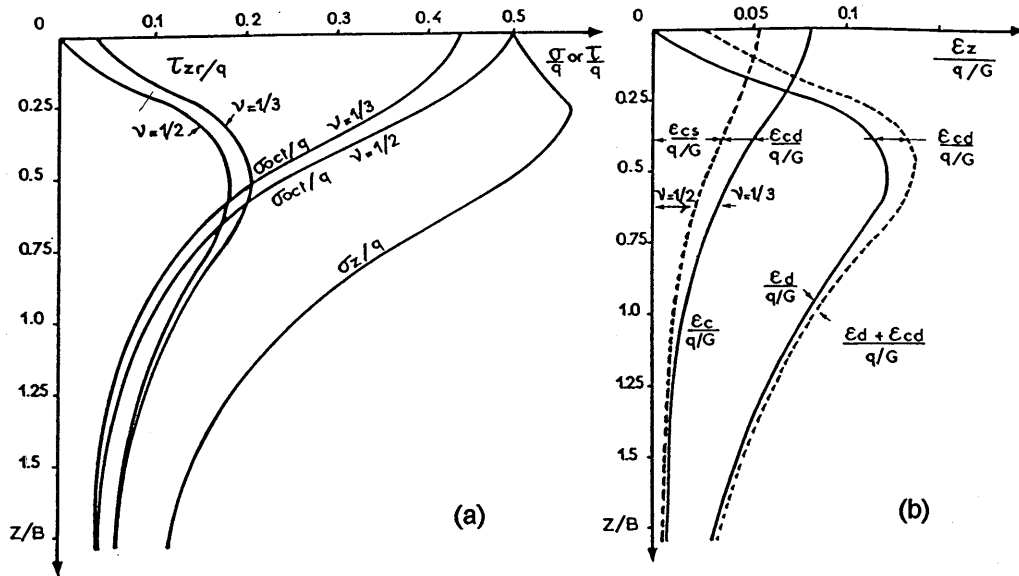 0 0.1 0.2 0.3 0.4 0.5
σ/q or τ/q
τzr/q
ν=1/3
ν=1/2
ν=1/3
ν=1/2
σoct/q
σoct/q
σz/q
0.25
0.5
0.75
1.0
1.25
1.5
Z/B
(a)
0 0.05 0.1
εz
q/G
0.25
0.5
0.75
1.0
1.25
1.5
Z/B
εcs
q/G
εcd
q/G
εcd
q/G
ν=1/2
ν=1/3
εc
q/G
εd
q/G
εd + εcd
q/G
(b)